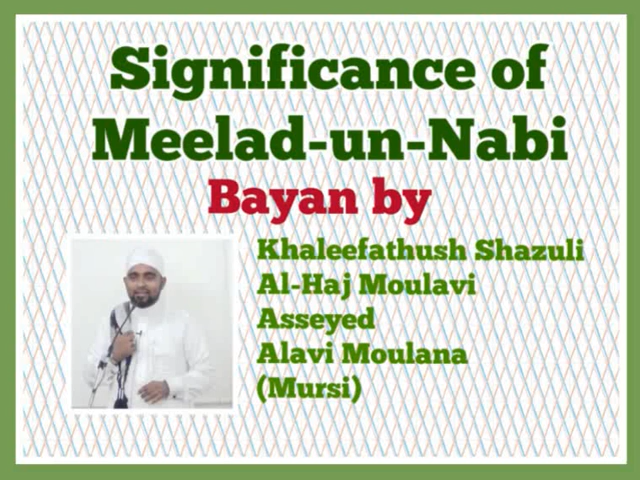 Significance of
Meelad-un-Nabi
Bayan by
Khaleefathush Shazuli
Al-Haj Moulavi
Asseyed
Alavi Moulana
(Mursi)